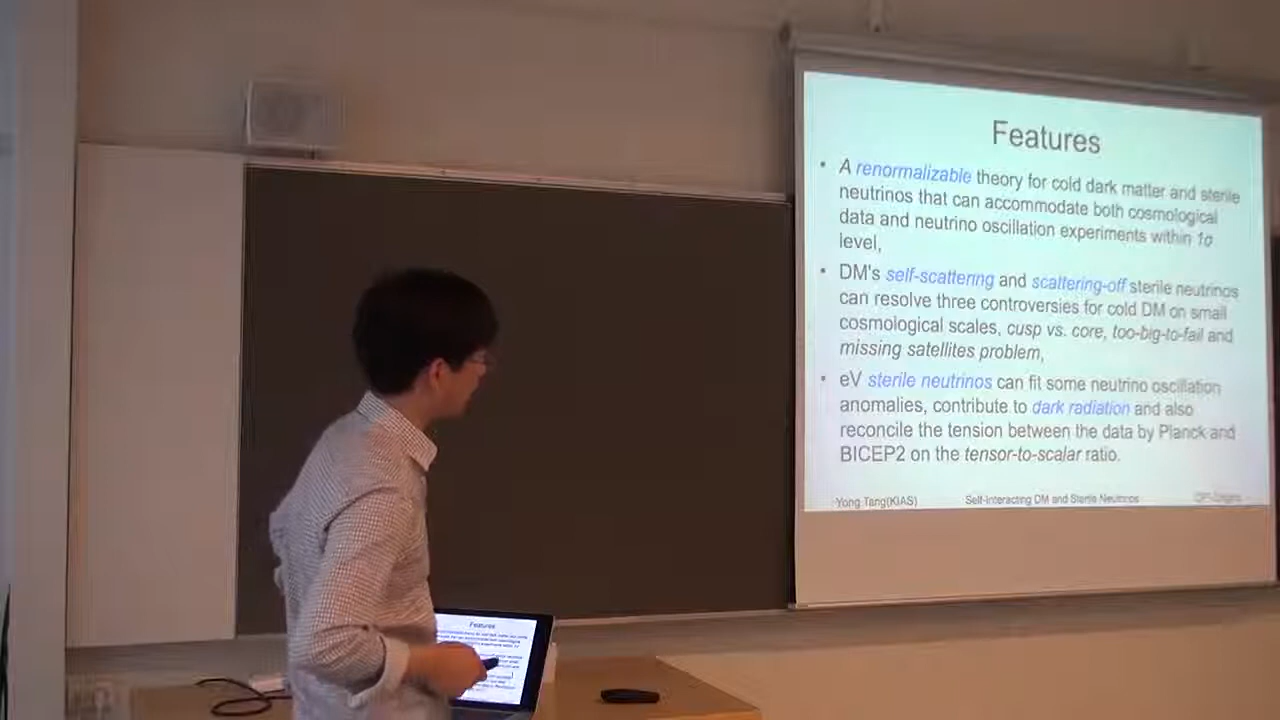 Features
• A renormalizable theory for cold dark matter and sterile
neutrinos that can accommodate both cosmological
data and neutrino oscillation experiments within 1σ
level,
• DM's self-scattering and scattering-off sterile neutrinos
can resolve three controversies for cold DM on small
cosmological scales, cusp vs. core, too-big-to-fail and
missing satellites problem,
• eV sterile neutrinos can fit some neutrino oscillation
anomalies, contribute to dark radiation and also
reconcile the tension between the data by Planck and
BICEP2 on the tensor-to-scalar ratio.
Yong Tang(KIAS) Self-Interacting DM and Sterile Neutrinos
Features